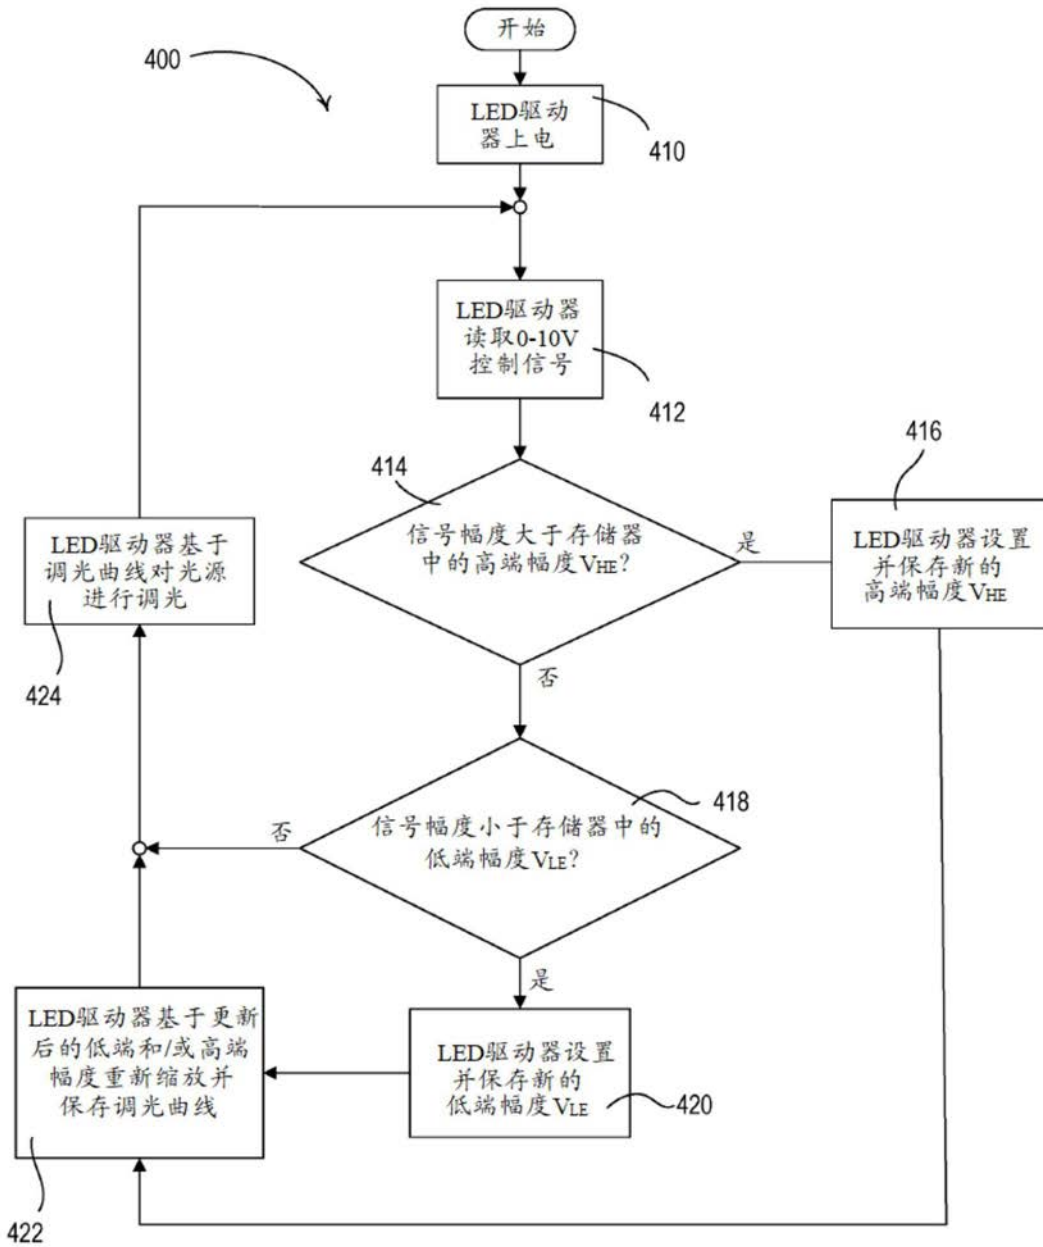 开始
400
LED驱动
器上电
410
LED驱动器
读取0-10V
控制信号
412
414
信号幅度大于存储器
中的高端幅度VHE?
是
416
LED驱动器设置
并保存新的
高端幅度VHE
否
LED驱动器基于
调光曲线对光源
进行调光
424
418
信号幅度小于存储器中的
低端幅度VLE?
否
是
LED驱动器设置
并保存新的
低端幅度VLE
420
LED驱动器基于更新
后的低端和/或高端
幅度重新缩放并
保存调光曲线
422